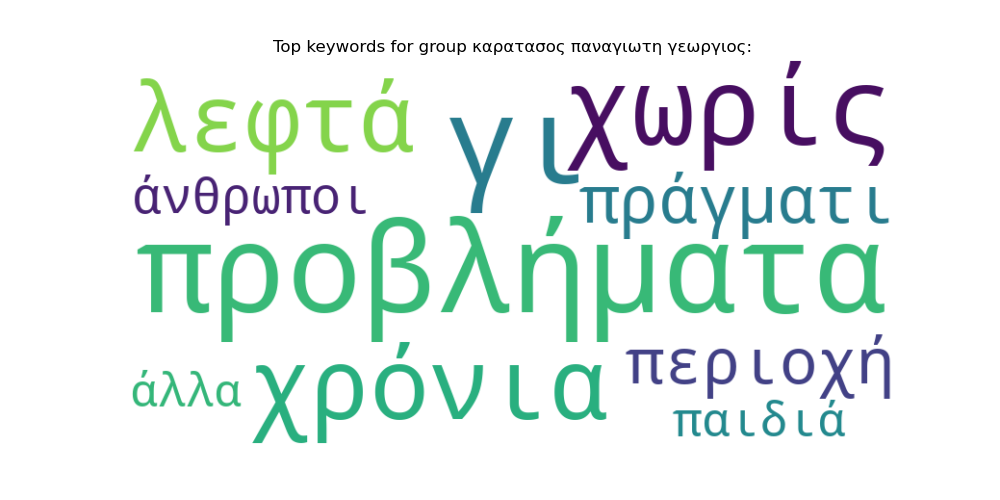 Top keywords for group καρατασος παναγιωτη γεωργιος:
λεφτά γι χωρίς
άνθρωποι πράγματι
προβλήματα
άλλα χρόνια περιοχή
παιδιά